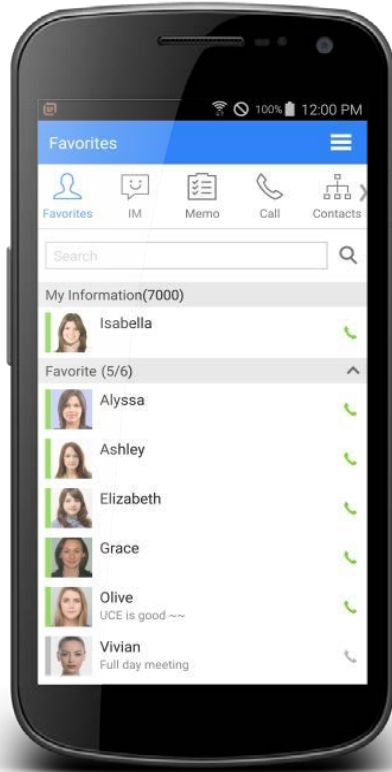 100% 12:00 PM
Favorites
Favorites IM Memo Call Contacts
Search
My Information(7000)
Isabella
Favorite (5/6)
Alyssa
Ashley
Elizabeth
Grace
Olive
UCE is good ~~
Vivian
Full day meeting